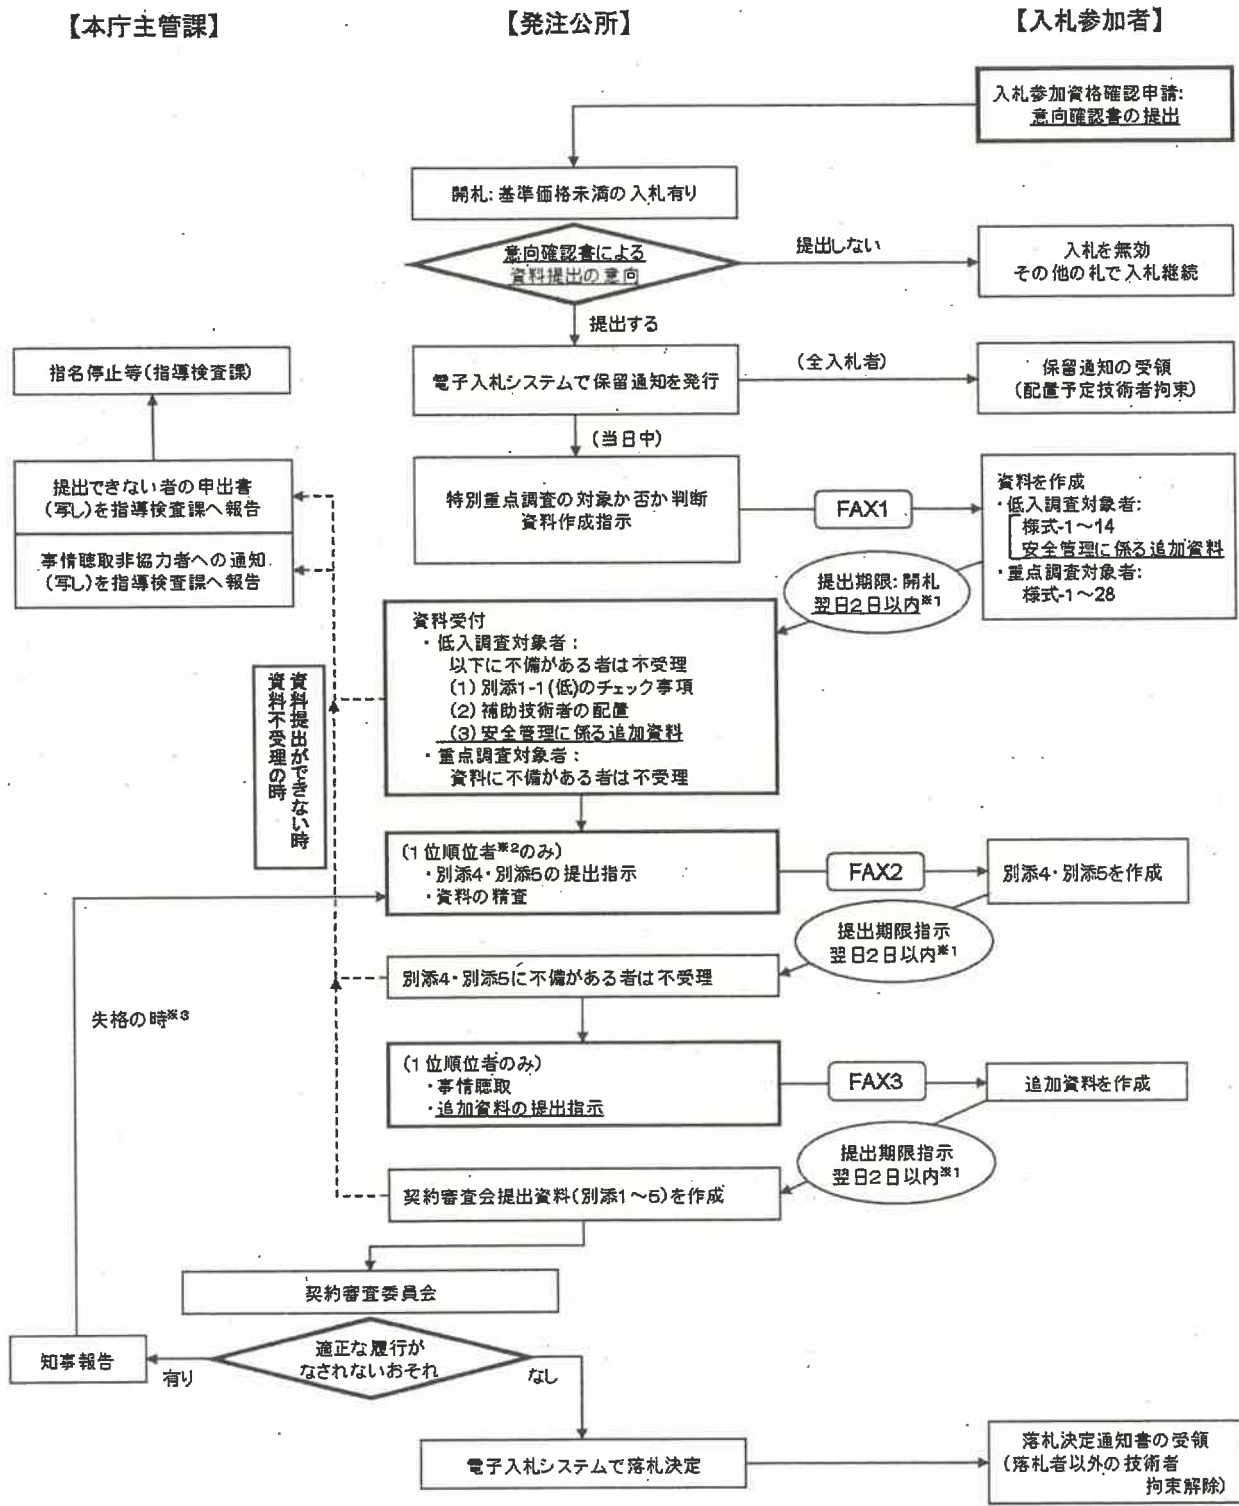 【本庁主管課】
【発注公所】
【入札参加者】
入札参加資格確認申請:
意向確認書の提出
開札:基準価格未満の入札有り
意向確認書による
資料提出の意向
提出しない
入札を無効
その他の札で入札継続
提出する
電子入札システムで保留通知を発行
(全入札者)
保留通知の受領
(配置予定技術者拘束)
指名停止等(指導検査課)
(当日中)
提出できない者の申出書
(写し)を指導検査課へ報告
事情聴取非協力者への通知
(写し)を指導検査課へ報告
特別重点調査の対象か否か判断
資料作成指示
FAX1
資料を作成
・低入調査対象者:
様式-1~14
安全管理に係る追加資料
・重点調査対象者:
様式-1~28
提出期限:開札
翌日2日以内※1
資料受付
・低入調査対象者:
以下に不備がある者は不受理
(1)別添1-1(低)のチェック事項
(2)補助技術者の配置
(3)安全管理に係る追加資料
・重点調査対象者:
資料に不備がある者は不受理
資料提出ができない時
資料不受理の時
(1位順位者※2のみ)
・別添4・別添5の提出指示
・資料の精査
FAX2
別添4・別添5を作成
提出期限指示
翌日2日以内※1
別添4・別添5に不備がある者は不受理
失格の時※3
(1位順位者のみ)
・事情聴取
・追加資料の提出指示
FAX3
追加資料を作成
提出期限指示
翌日2日以内※1
契約審査会提出資料(別添1~5)を作成
契約審査委員会
適正な履行が
なされないおそれ
知事報告
有り
なし
電子入札システムで落札決定
落札決定通知書の受領
(落札者以外の技術者
拘束解除)